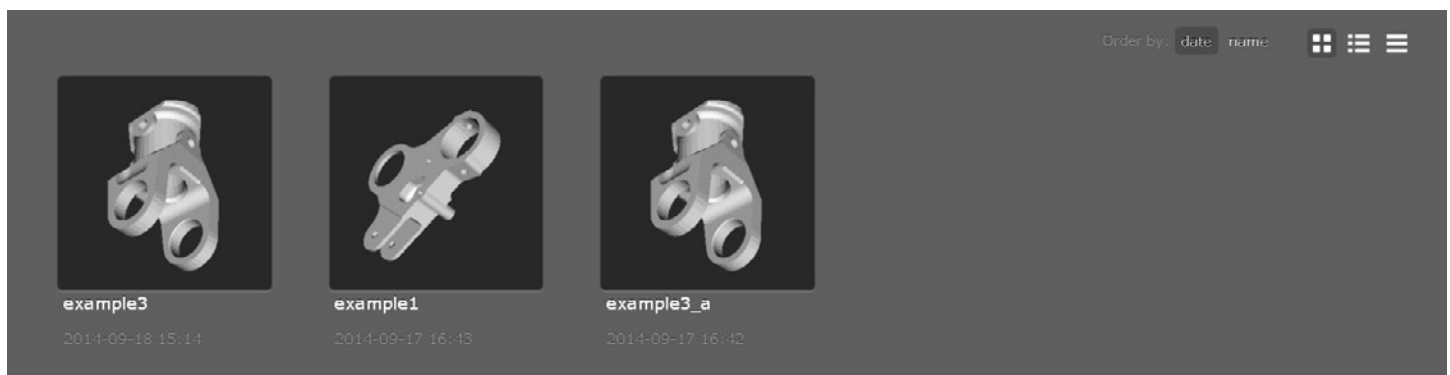 Order by: date name
example3
2014-09-18 15:14
example1
2014-09-17 16:43
example3_a
2014-09-17 16:42